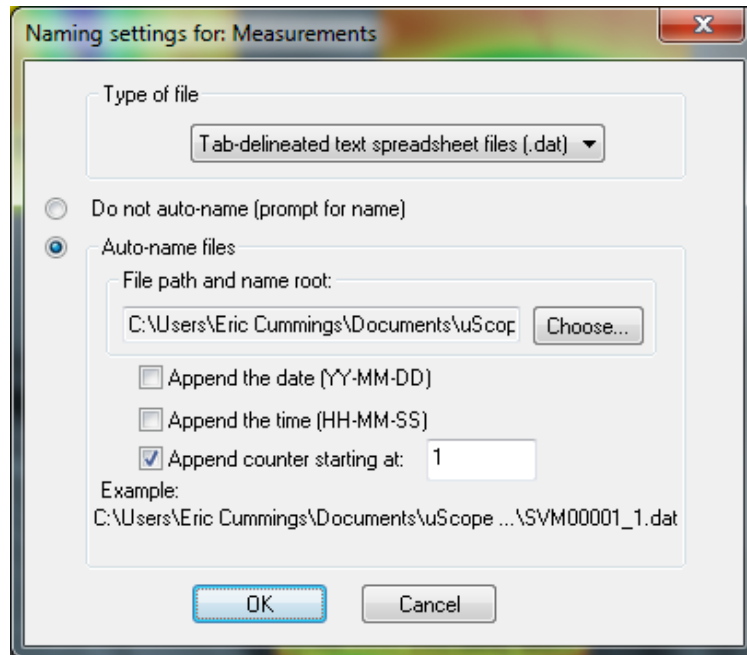 Naming settings for: Measurements
Type of file
Tab-delineated text spreadsheet files (.dat)
Do not auto-name (prompt for name)
Auto-name files
File path and name root:
C:\Users\Eric Cummings\Documents\uScop Choose...
Append the date (YY-MM-DD)
Append the time (HH-MM-SS)
Append counter starting at: 1
Example:
C:\Users\Eric Cummings\Documents\uScope ...\SVM00001_1.dat
OK Cancel